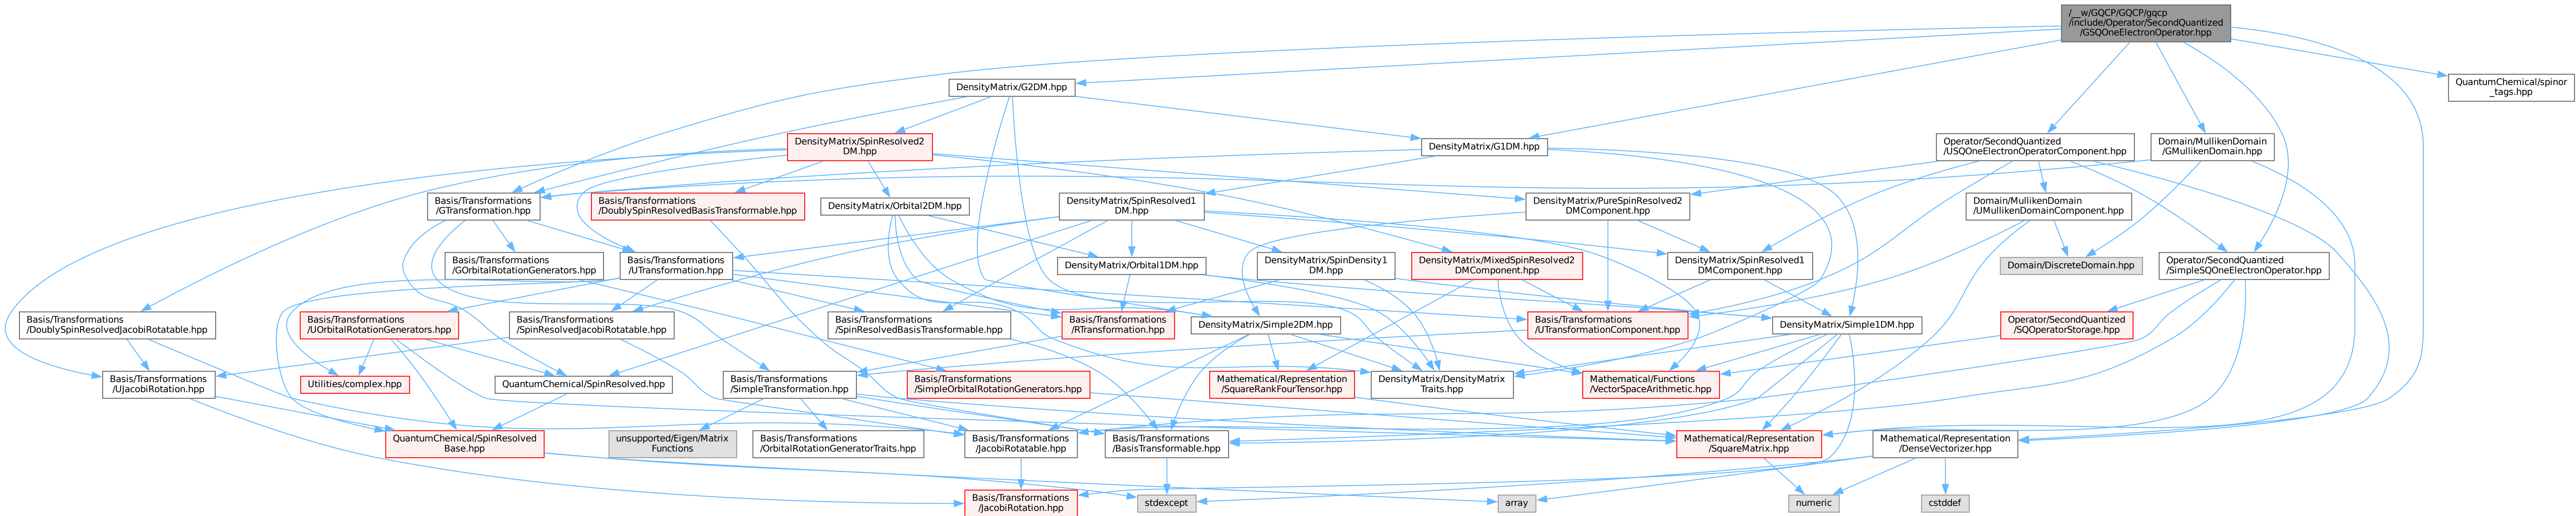 /__w/GQCP/GQCP/gqcp
/include/Operator/SecondQuantized
/GSQOneElectronOperator.hpp
DensityMatrix/G2DM.hpp
QuantumChemical/spinor
_tags.hpp
DensityMatrix/SpinResolved2
DM.hpp
DensityMatrix/G1DM.hpp
Operator/SecondQuantized
/USQOneElectronOperatorComponent.hpp
Domain/MullikenDomain
/GMullikenDomain.hpp
Basis/Transformations
/GTransformation.hpp
Basis/Transformations
/DoublySpinResolvedBasisTransformable.hpp
DensityMatrix/Orbital2DM.hpp
DensityMatrix/SpinResolved1
DM.hpp
DensityMatrix/PureSpinResolved2
DMComponent.hpp
Domain/MullikenDomain
/UMullikenDomainComponent.hpp
Basis/Transformations
/GOrbitalRotationGenerators.hpp
Basis/Transformations
/UTransformation.hpp
DensityMatrix/Orbital1DM.hpp
DensityMatrix/SpinDensity1
DM.hpp
DensityMatrix/MixedSpinResolved2
DMComponent.hpp
DensityMatrix/SpinResolved1
DMComponent.hpp
Domain/DiscreteDomain.hpp
Operator/SecondQuantized
/SimpleSQOneElectronOperator.hpp
Basis/Transformations
/DoublySpinResolvedJacobiRotatable.hpp
Basis/Transformations
/UOrbitalRotationGenerators.hpp
Basis/Transformations
/SpinResolvedJacobiRotatable.hpp
Basis/Transformations
/SpinResolvedBasisTransformable.hpp
Basis/Transformations
/RTransformation.hpp
DensityMatrix/Simple2DM.hpp
Basis/Transformations
/UTransformationComponent.hpp
DensityMatrix/Simple1DM.hpp
Operator/SecondQuantized
/SQOperatorStorage.hpp
Basis/Transformations
/UJacobiRotation.hpp
Utilities/complex.hpp
QuantumChemical/SpinResolved.hpp
Basis/Transformations
/SimpleTransformation.hpp
Basis/Transformations
/SimpleOrbitalRotationGenerators.hpp
Mathematical/Representation
/SquareRankFourTensor.hpp
DensityMatrix/DensityMatrix
Traits.hpp
Mathematical/Functions
/VectorSpaceArithmetic.hpp
QuantumChemical/SpinResolved
Base.hpp
unsupported/Eigen/Matrix
Functions
Basis/Transformations
/OrbitalRotationGeneratorTraits.hpp
Basis/Transformations
/JacobiRotatable.hpp
Basis/Transformations
/BasisTransformable.hpp
Mathematical/Representation
/SquareMatrix.hpp
Mathematical/Representation
/DenseVectorizer.hpp
Basis/Transformations
/JacobiRotation.hpp
stdexcept
array
numeric
cstddef